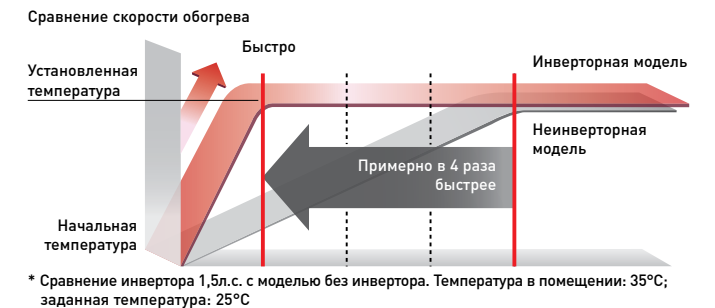 Сравнение скорости обогрева
Быстро
Установленная
температура
Инверторная модель
Неинверторная
модель
Примерно в 4 раза
быстрее
Начальная
температура
* Сравнение инвертора 1,5л.с. с моделью без инвертора. Температура в помещении: 35°C;
заданная температура: 25°C